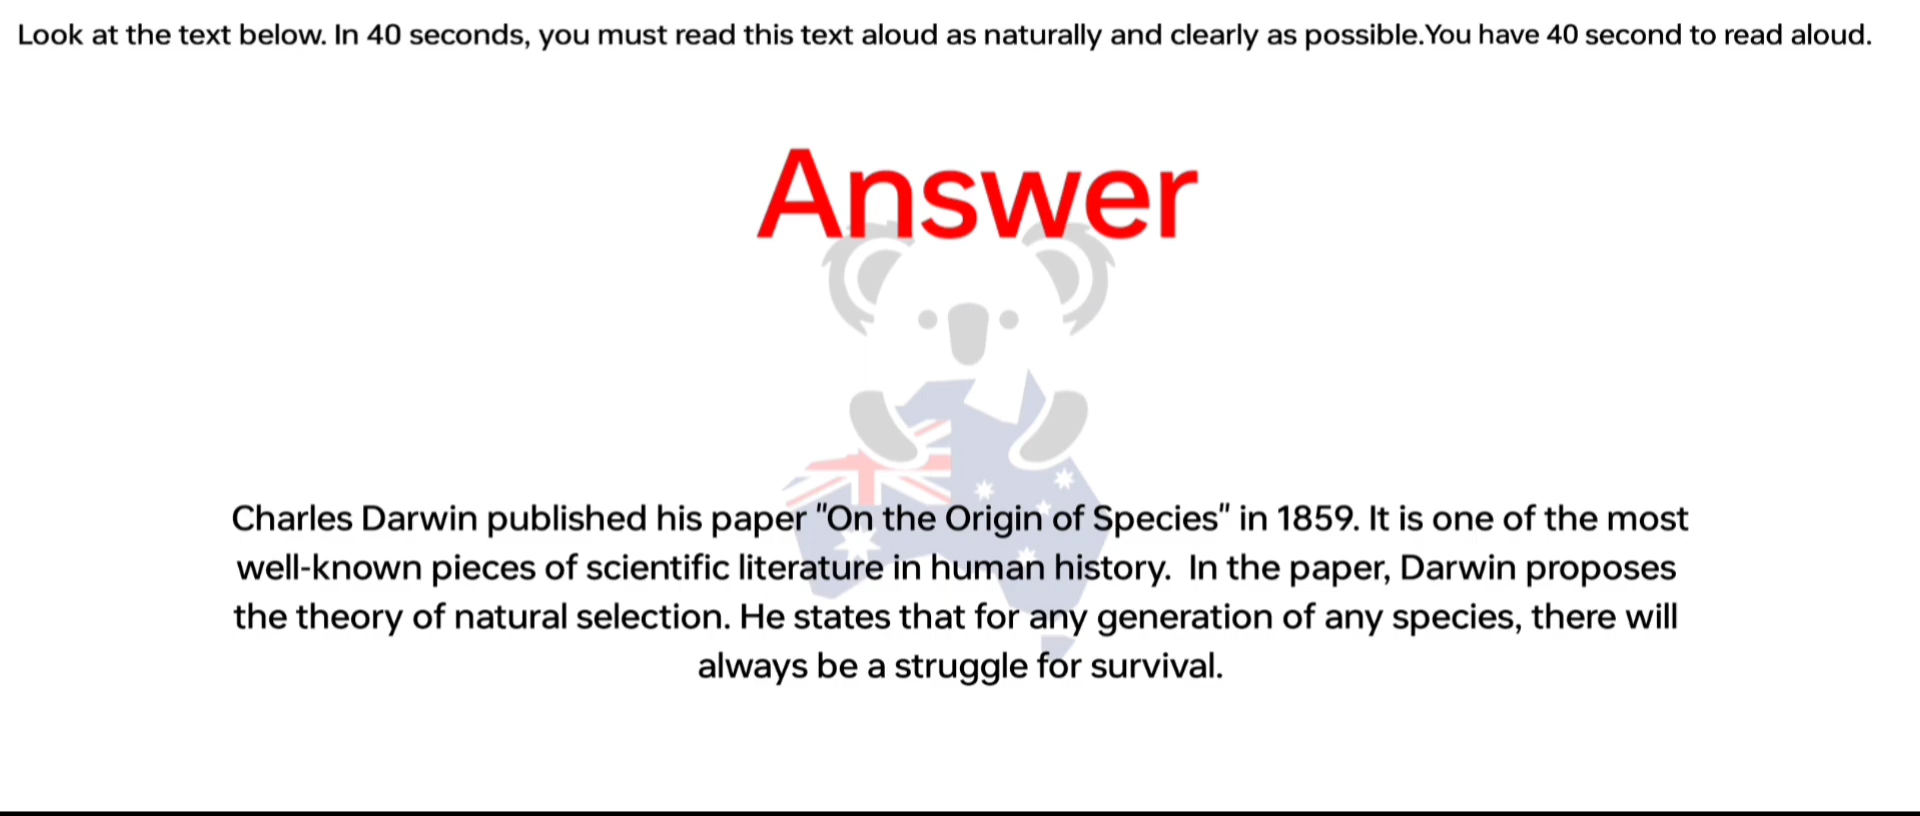 Look at the text below. In 40 seconds, you must read this text aloud as naturally and clearly as possible.You have 40 second to read aloud.
Answer
Charles Darwin published his paper "On the Origin of Species" in 1859. It is one of the most
well-known pieces of scientific literature in human history.  In the paper, Darwin proposes
the theory of natural selection. He states that for any generation of any species, there will
always be a struggle for survival.